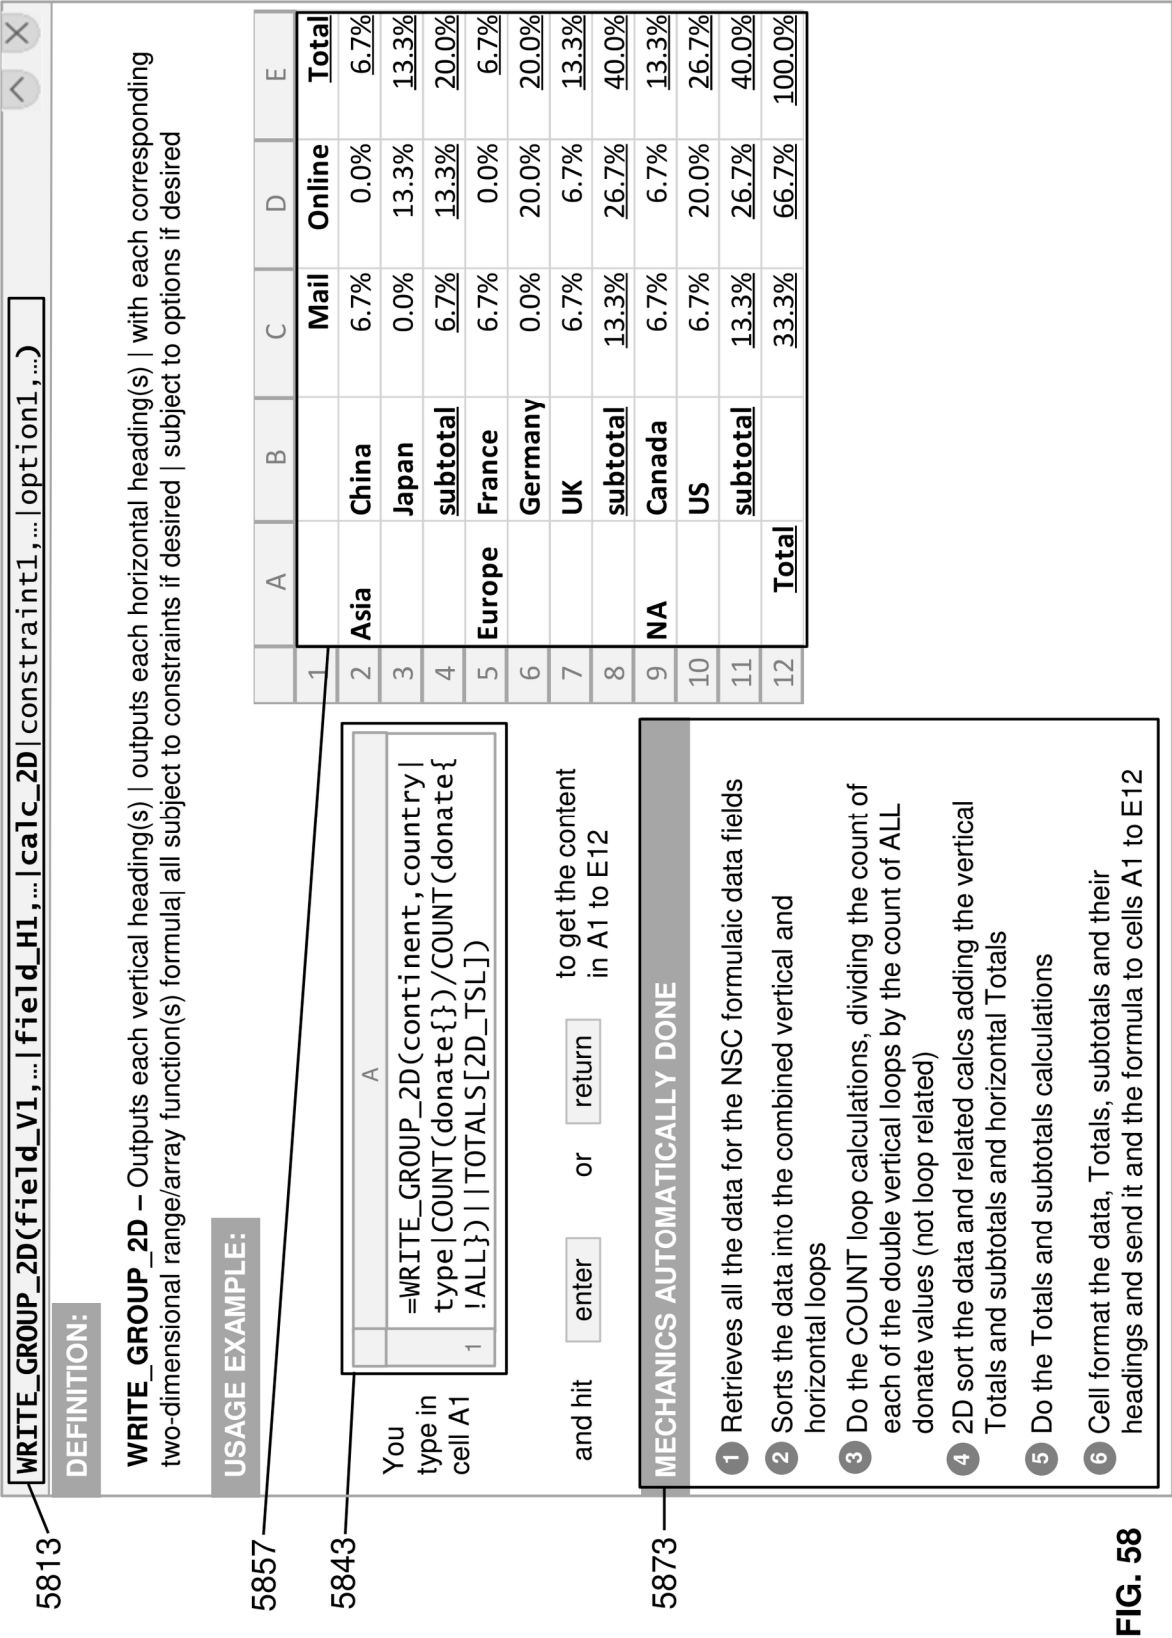 5813
WRITE_GROUP_2D(field_V1,…|field_H1,…|calc_2D|constraint1,…|option1,…)
DEFINITION:
WRITE_GROUP_2D – Outputs each vertical heading(s) | outputs each horizontal heading(s) | with each corresponding
two-dimensional range/array function(s) formula| all subject to constraints if desired | subject to options if desired
USAGE EXAMPLE:
5857
5843
You
type in
cell A1
A
1
=WRITE_GROUP_2D(continent,country|
type|COUNT(donate{})/COUNT(donate{
!ALL})||TOTALS[2D_TSL])
and hit enter or return to get the content
in A1 to E12
A B C D E
1 Mail Online Total
2 Asia China 6.7% 0.0% 6.7%
3 Japan 0.0% 13.3% 13.3%
4 subtotal 6.7% 13.3% 20.0%
5 Europe France 6.7% 0.0% 6.7%
6 Germany 0.0% 20.0% 20.0%
7 UK 6.7% 6.7% 13.3%
8 subtotal 13.3% 26.7% 40.0%
9 NA Canada 6.7% 6.7% 13.3%
10 US 6.7% 20.0% 26.7%
11 subtotal 13.3% 26.7% 40.0%
12 Total 33.3% 66.7% 100.0%
5873
MECHANICS AUTOMATICALLY DONE
1 Retrieves all the data for the NSC formulaic data fields
2 Sorts the data into the combined vertical and
horizontal loops
3 Do the COUNT loop calculations, dividing the count of
each of the double vertical loops by the count of ALL
donate values (not loop related)
4 2D sort the data and related calcs adding the vertical
Totals and subtotals and horizontal Totals
5 Do the Totals and subtotals calculations
6 Cell format the data, Totals, subtotals and their
headings and send it and the formula to cells A1 to E12
FIG. 58